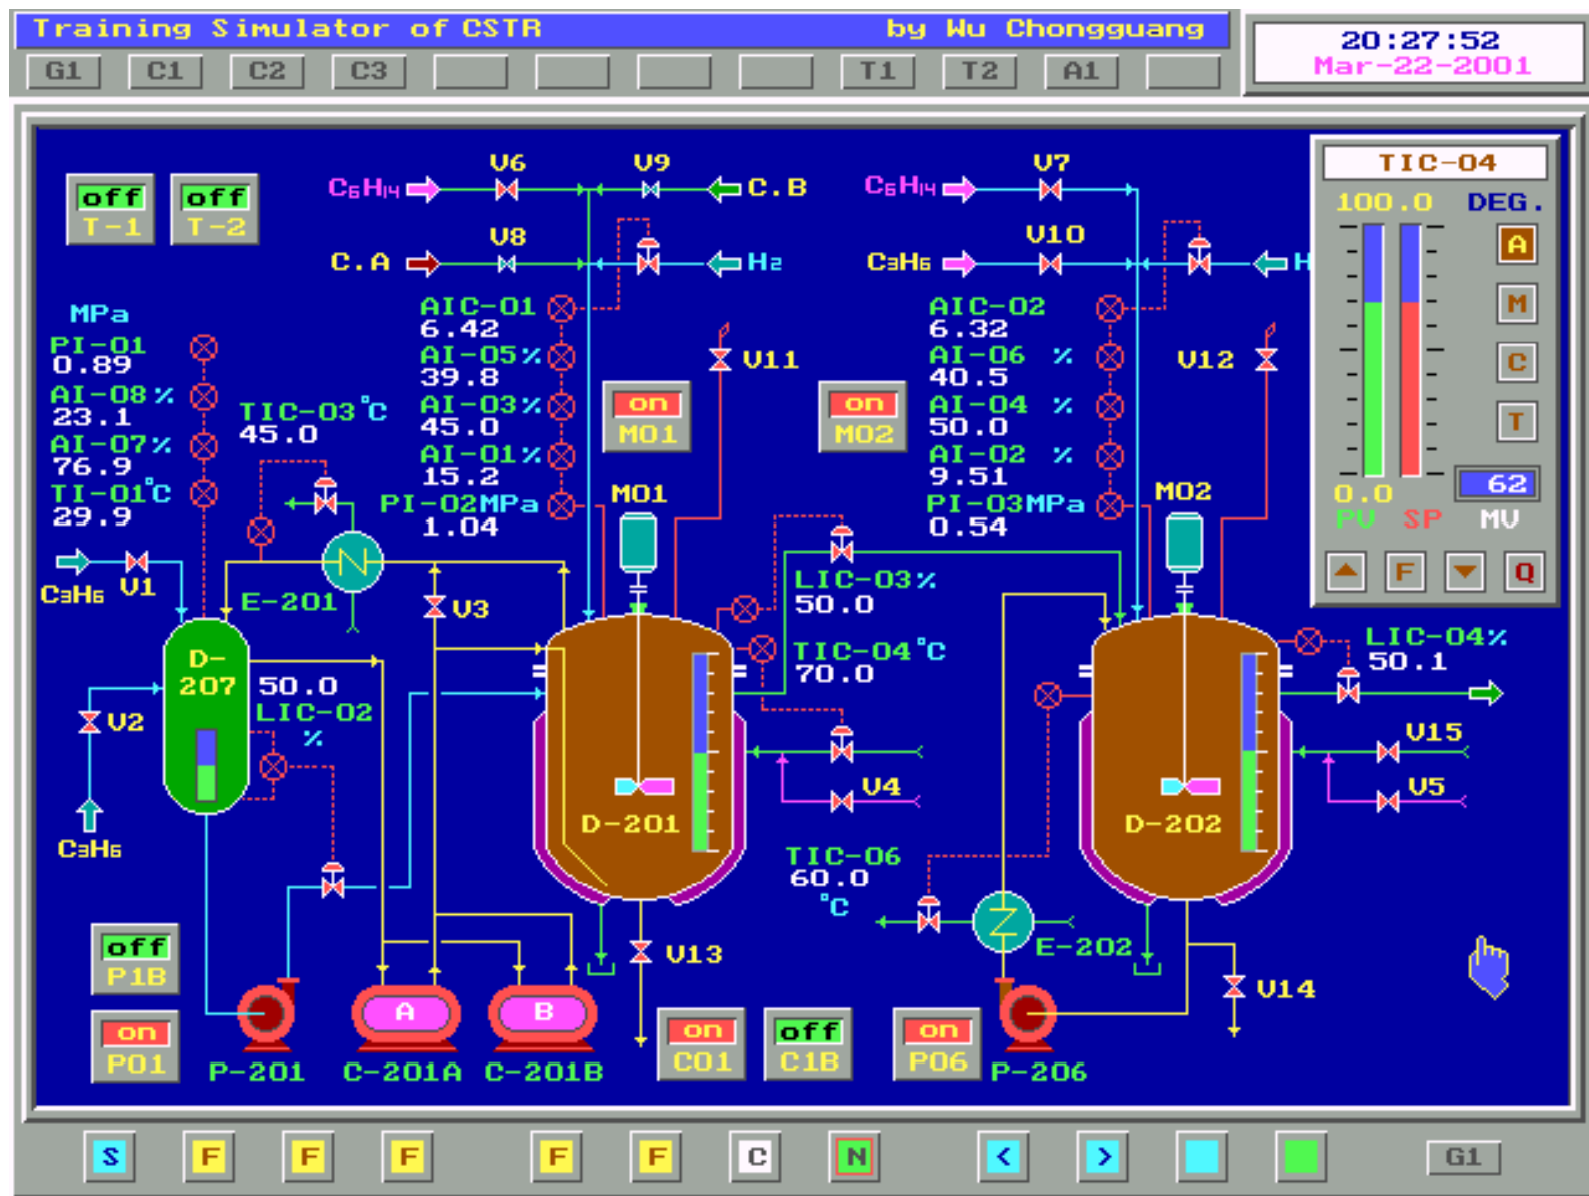 Training Simulator of CSTR by Wu Chongguang
20:27:52
Mar-22-2001
G1 C1 C2 C3 T1 T2 A1
off
T-1
off
T-2
C6H14
V6
V9
C.B
C.A
V8
H2
C6H14
V7
C3H6
V10
H
TIC-04
100.0 DEG.
A
M
C
T
0.0
62
PV SP MV
F
Q
MPa
PI-01
0.89
AI-08%
23.1
AI-07%
76.9
TI-01°C
29.9
TIC-03°C
45.0
AIC-01
6.42
AI-05%
39.8
AI-03%
45.0
AI-01%
15.2
PI-02MPa
1.04
V11
on
M01
M01
on
M02
AIC-02
6.32
AI-06 %
40.5
AI-04 %
50.0
AI-02 %
9.51
PI-03MPa
0.54
V12
M02
C3H6
V1
E-201
V3
D-
207
50.0
LIC-02
%
V2
C3H6
LIC-03%
50.0
TIC-04°C
70.0
LIC-04%
50.1
V4
V15
V5
D-201
D-202
TIC-06
60.0
°C
E-202
V13
V14
off
P1B
on
P01
P-201
A
C-201A
B
C-201B
on
C01
off
C1B
on
P06
P-206
S F F F F F C N < > G1